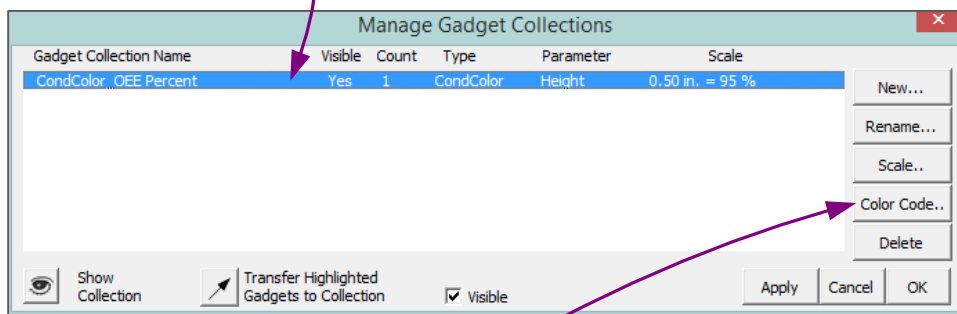 Manage Gadget Collections
Gadget Collection Name Visible Count Type Parameter Scale
CondColor_OEE Percent Yes 1 CondColor Height 0.50 in. = 95 %
New...
Rename...
Scale..
Color Code..
Delete
Show
Collection
Transfer Highlighted
Gadgets to Collection
Visible
Apply Cancel OK